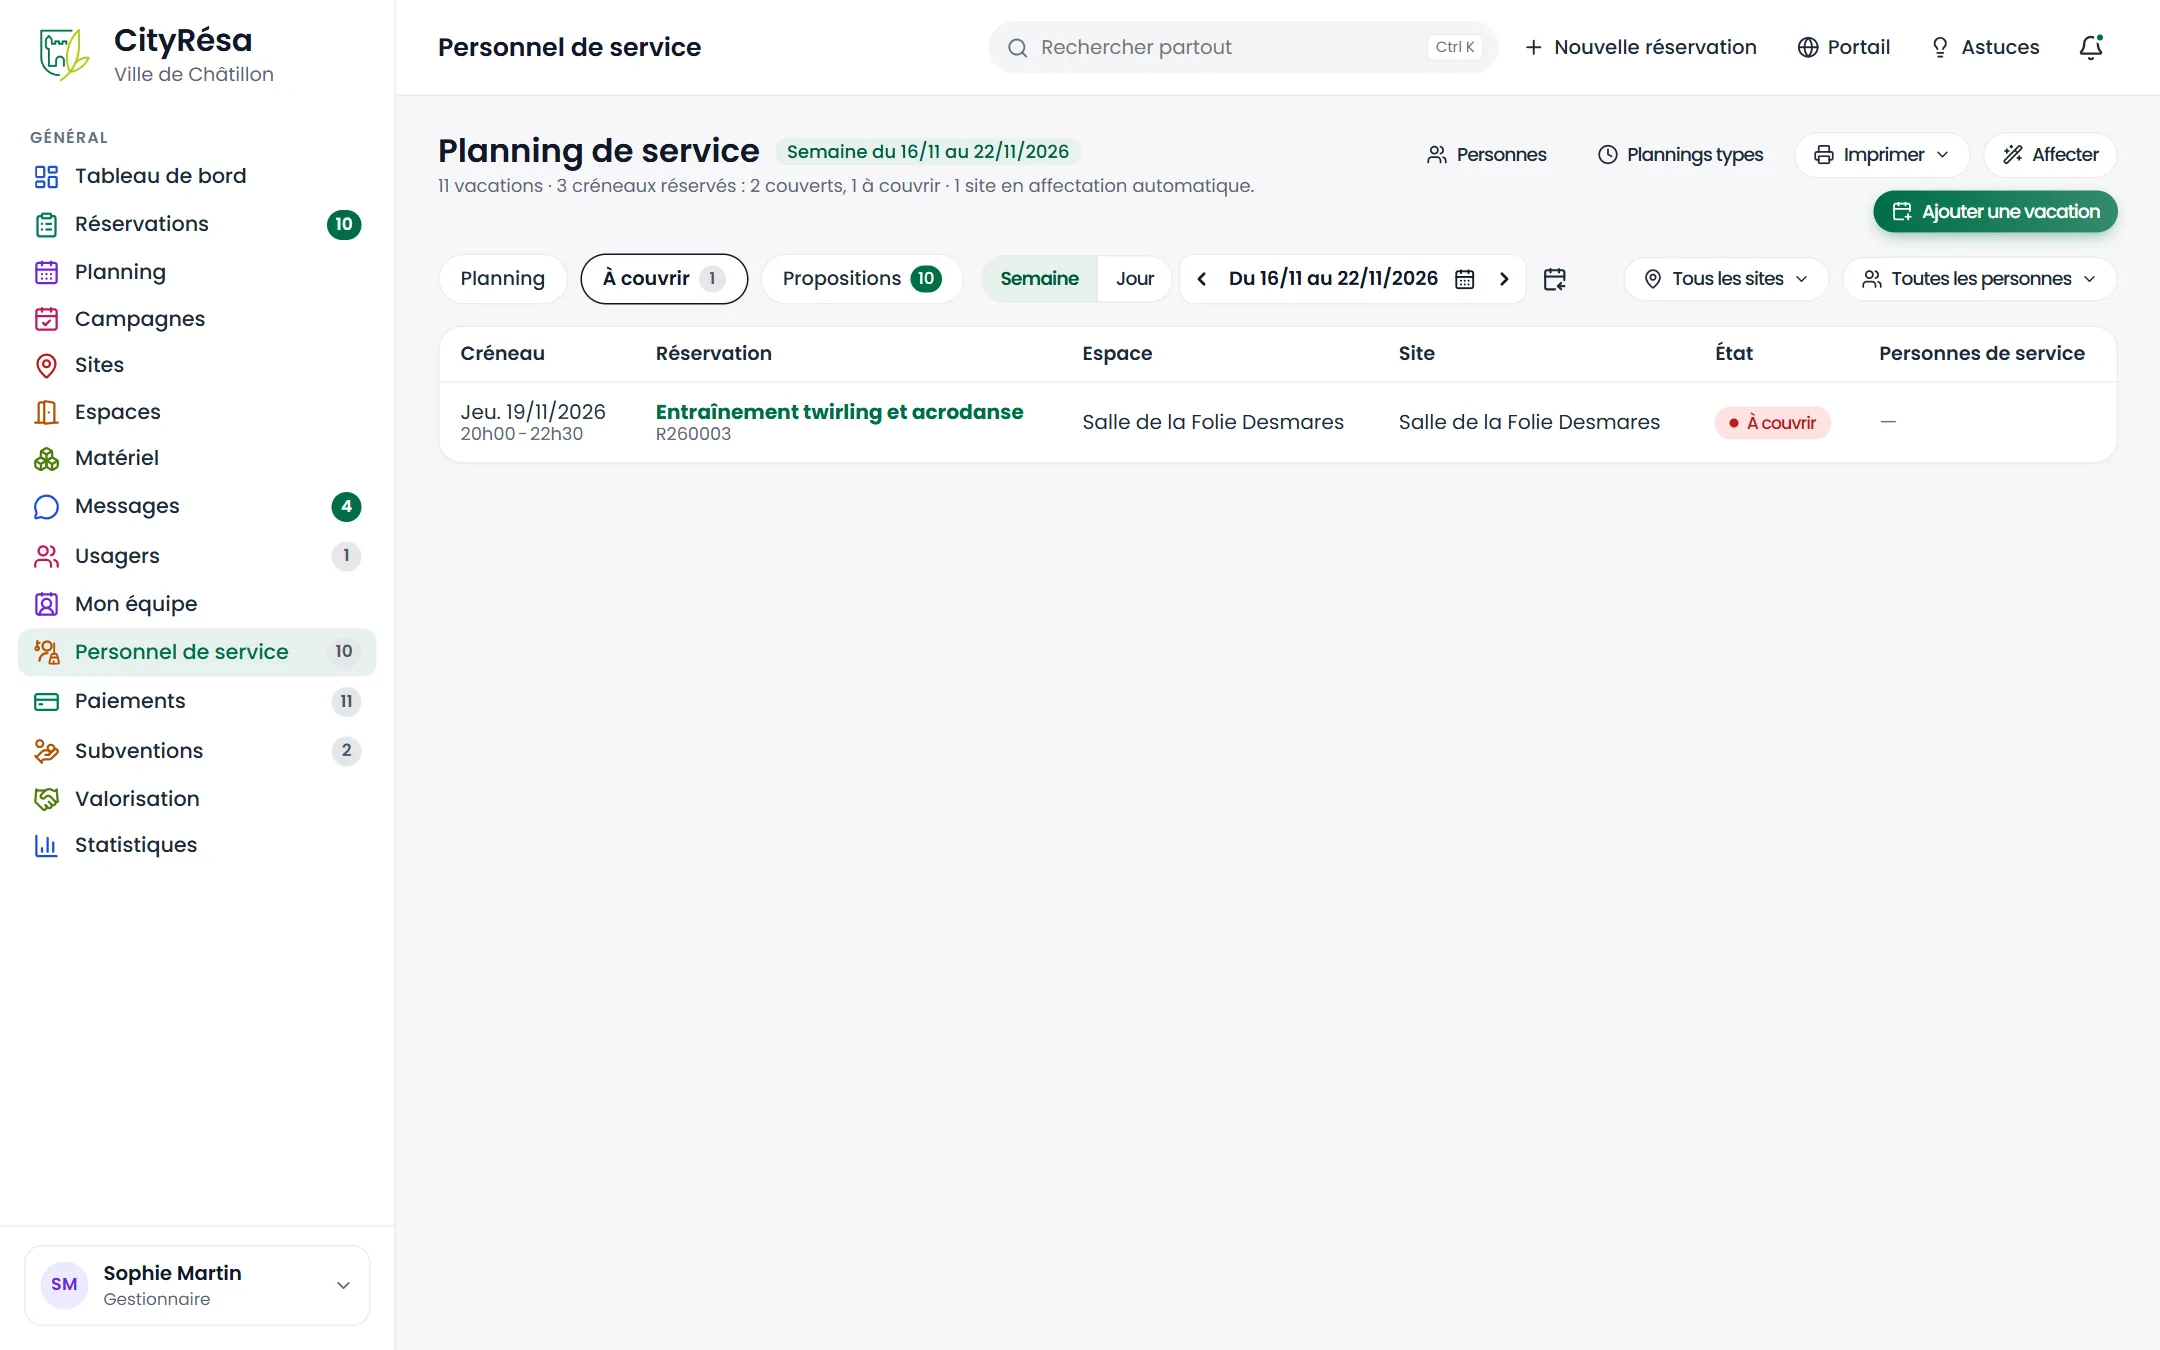 CityRésa
Ville de Châtillon
GÉNÉRAL
Tableau de bord
Réservations 10
Planning
Campagnes
Sites
Espaces
Matériel
Messages 4
Usagers 1
Mon équipe
Personnel de service 10
Paiements 11
Subventions 2
Valorisation
Statistiques
SM
Sophie Martin
Gestionnaire
Personnel de service
Rechercher partout Ctrl K
Nouvelle réservation
Portail
Astuces
Planning de service Semaine du 16/11 au 22/11/2026
11 vacations · 3 créneaux réservés : 2 couverts, 1 à couvrir · 1 site en affectation automatique.
Personnes
Plannings types
Imprimer
Affecter
Ajouter une vacation
Planning
À couvrir 1
Propositions 10
Semaine
Jour
Du 16/11 au 22/11/2026
Tous les sites
Toutes les personnes
Créneau Réservation Espace Site État Personnes de service
Jeu. 19/11/2026 Entraînement twirling et acrodanse Salle de la Folie Desmares Salle de la Folie Desmares À couvrir —
20h00 - 22h30 R260003